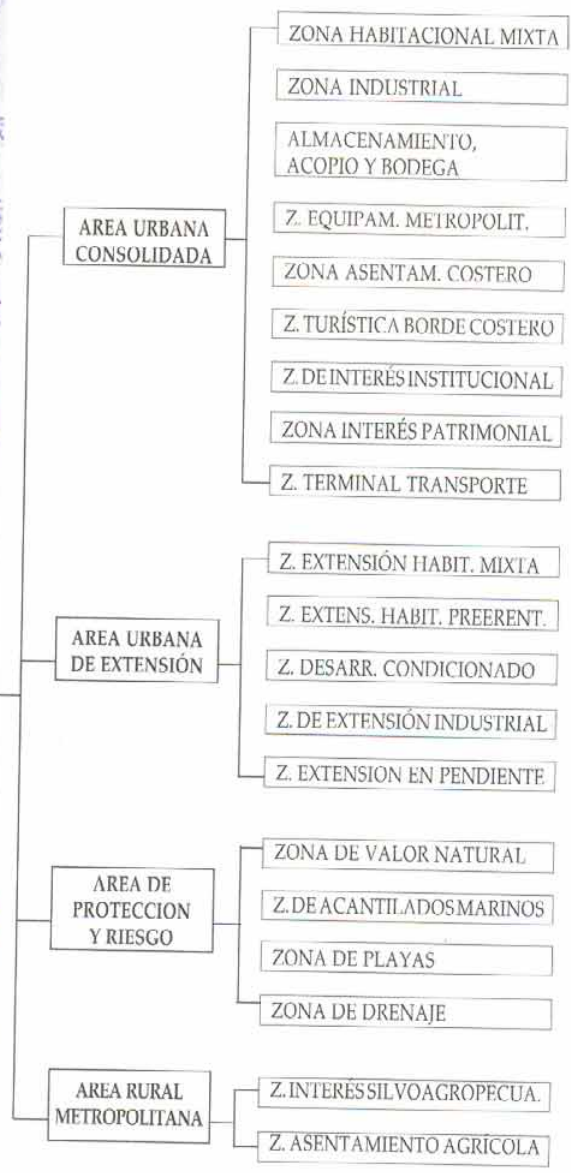 AREA URBANA
CONSOLIDADA
ZONA HABITACIONAL MIXTA
ZONA INDUSTRIAL
ALMACENAMIENTO,
ACOPIO Y BODEGA
Z. EQUIPAM. METROPOLIT.
ZONA ASENTAM. COSTERO
Z. TURÍSTICA BORDE COSTERO
Z. DE INTERÉS INSTITUCIONAL
ZONA INTERÉS PATRIMONIAL
Z. TERMINAL TRANSPORTE
AREA URBANA
DE EXTENSIÓN
Z. EXTENSIÓN HABIT. MIXTA
Z. EXTENS. HABIT. PREERENT.
Z. DESARR. CONDICIONADO
Z. DE EXTENSIÓN INDUSTRIAL
Z. EXTENSION EN PENDIENTE
AREA DE
PROTECCION
Y RIESGO
ZONA DE VALOR NATURAL
Z. DE ACANTILADOS MARINOS
ZONA DE PLAYAS
ZONA DE DRENAJE
AREA RURAL
METROPOLITANA
Z. INTERÉS SILVOAGROPECUA.
Z. ASENTAMIENTO AGRÍCOLA